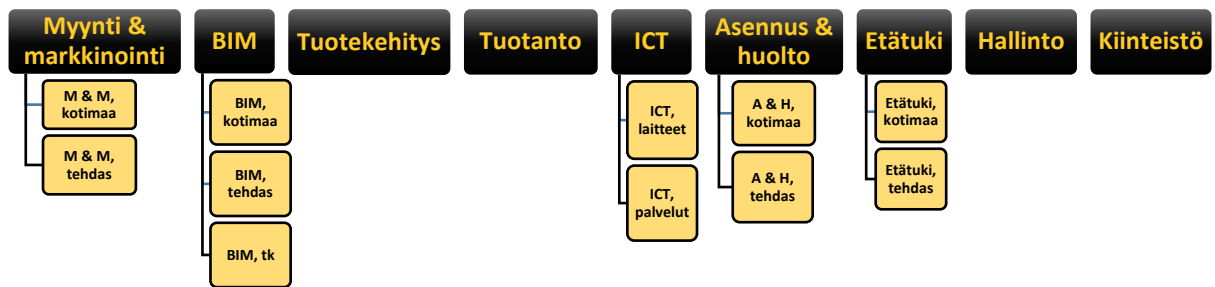 Myynti &
markkinointi
BIM
Tuotekehitys
Tuotanto
ICT
Asennus &
huolto
Etätuki
Hallinto
Kiinteistö
M & M,
kotimaa
M & M,
tehdas
BIM,
kotimaa
BIM,
tehdas
BIM, tk
ICT,
laitteet
ICT,
palvelut
A & H,
kotimaa
A & H,
tehdas
Etätuki,
kotimaa
Etätuki,
tehdas